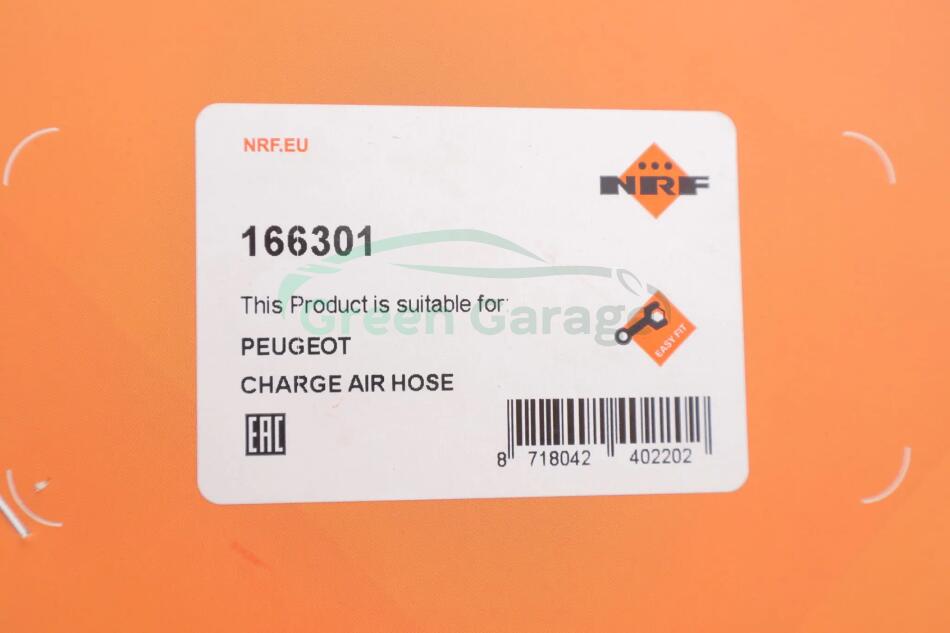 NRF.EU
NRF
166301
This Product is suitable for:
Green Garage
PEUGEOT
EASY FIT
CHARGE AIR HOSE
EAC
8 718042 402202